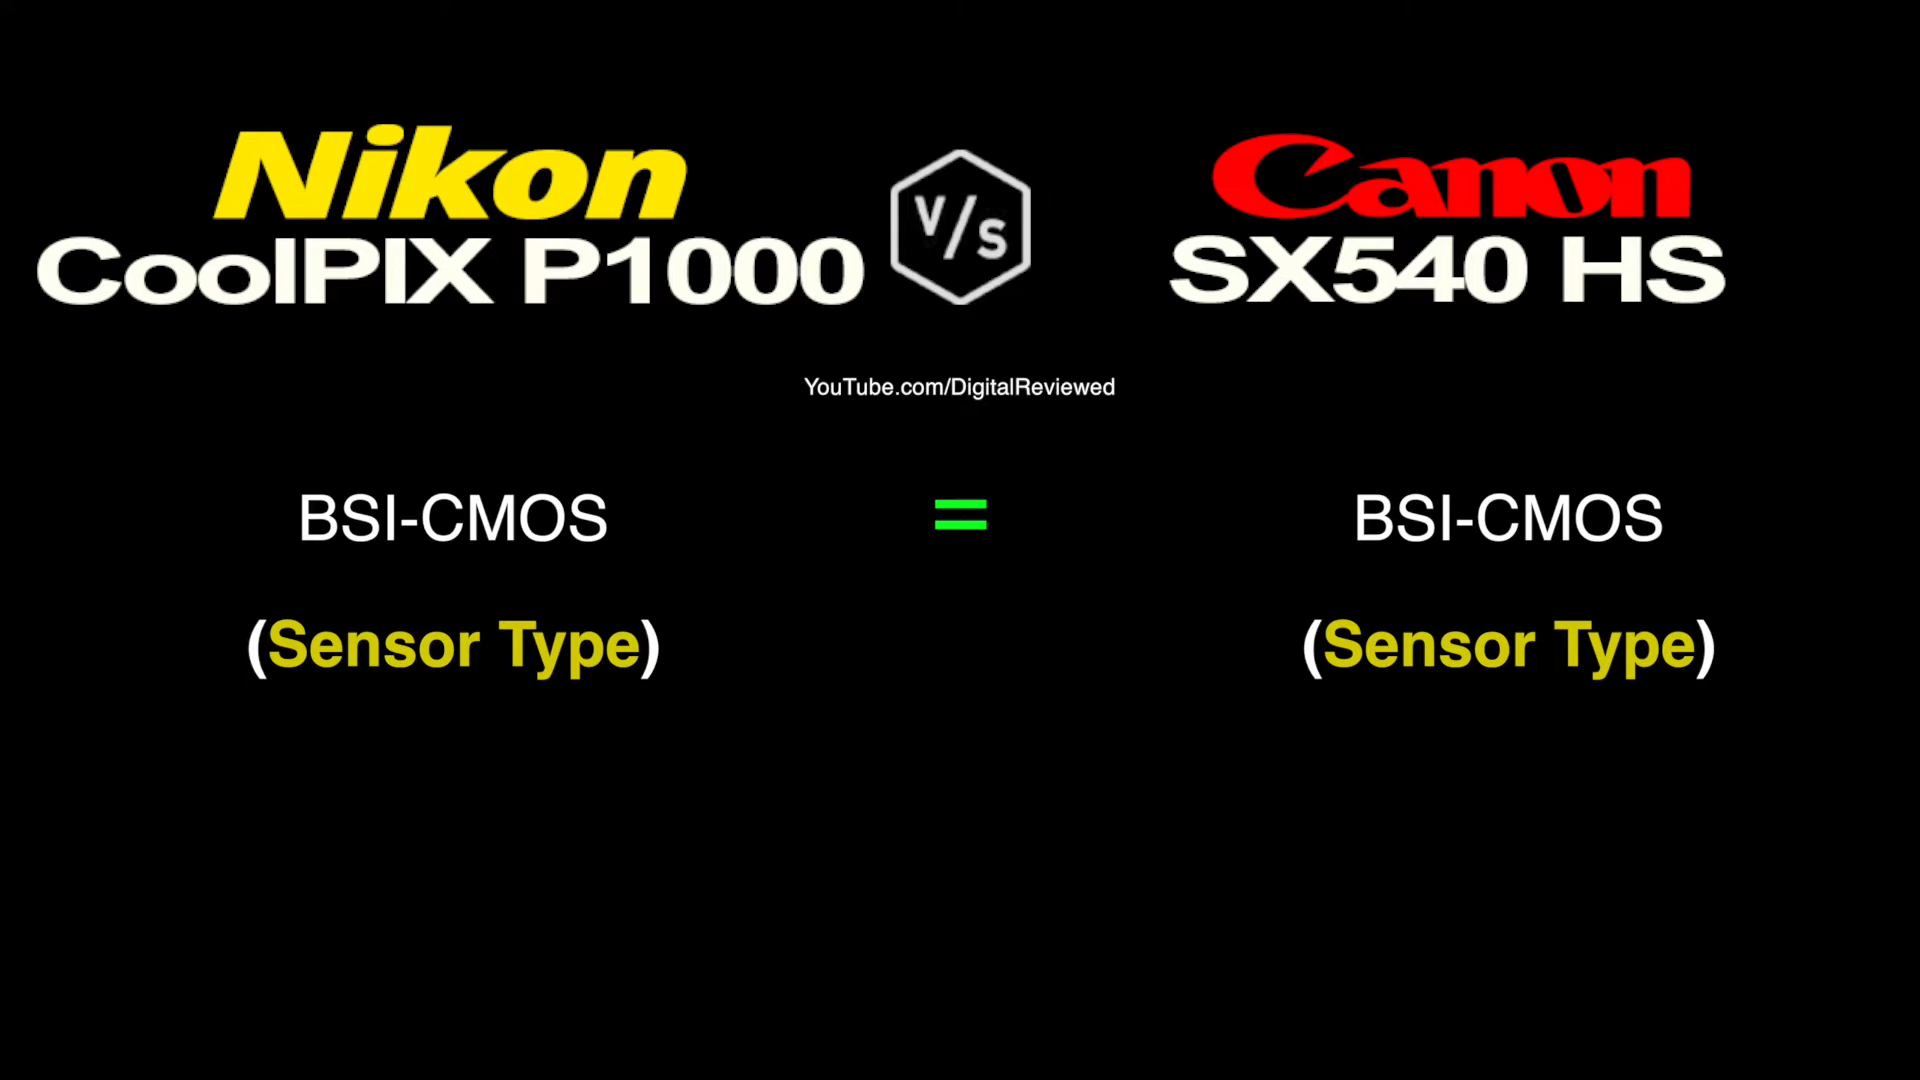 Nikon
CoolPIX P1000
V/S
Canon
SX540 HS
YouTube.com/DigitalReviewed
BSI-CMOS = BSI-CMOS
(Sensor Type) (Sensor Type)